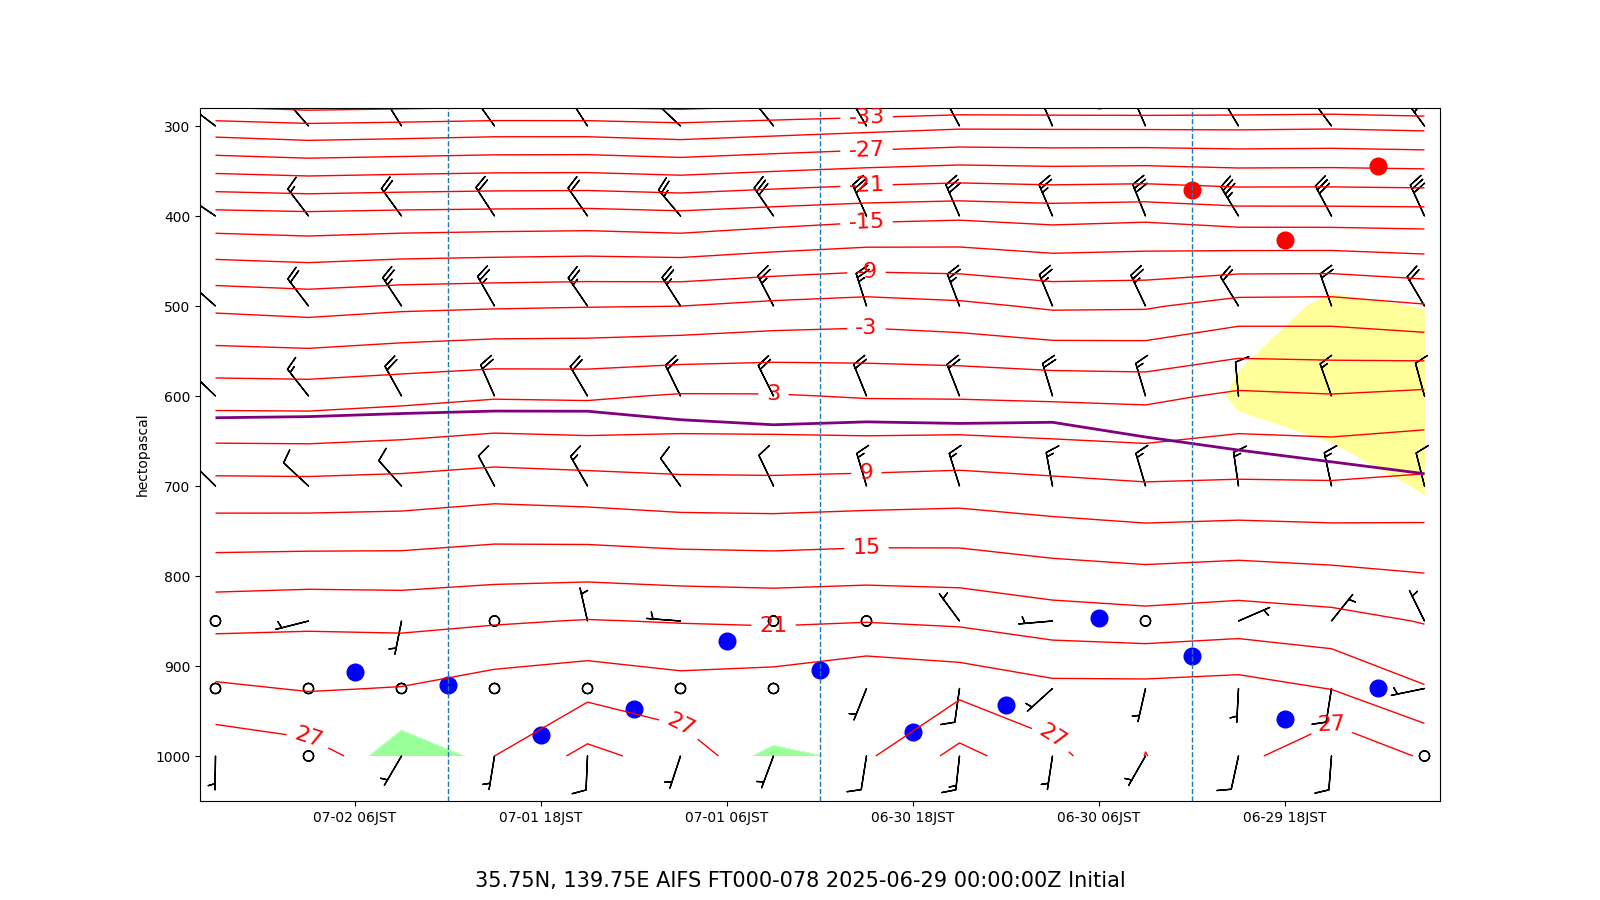 300
400
500
600
700
800
900
1000
hectopascal
-33
-27
21
-15
-9
-3
3
9
15
21
27
27
27
27
07-02 06JST
07-01 18JST
07-01 06JST
06-30 18JST
06-30 06JST
06-29 18JST
35.75N, 139.75E AIFS FT000-078 2025-06-29 00:00:00Z Initial